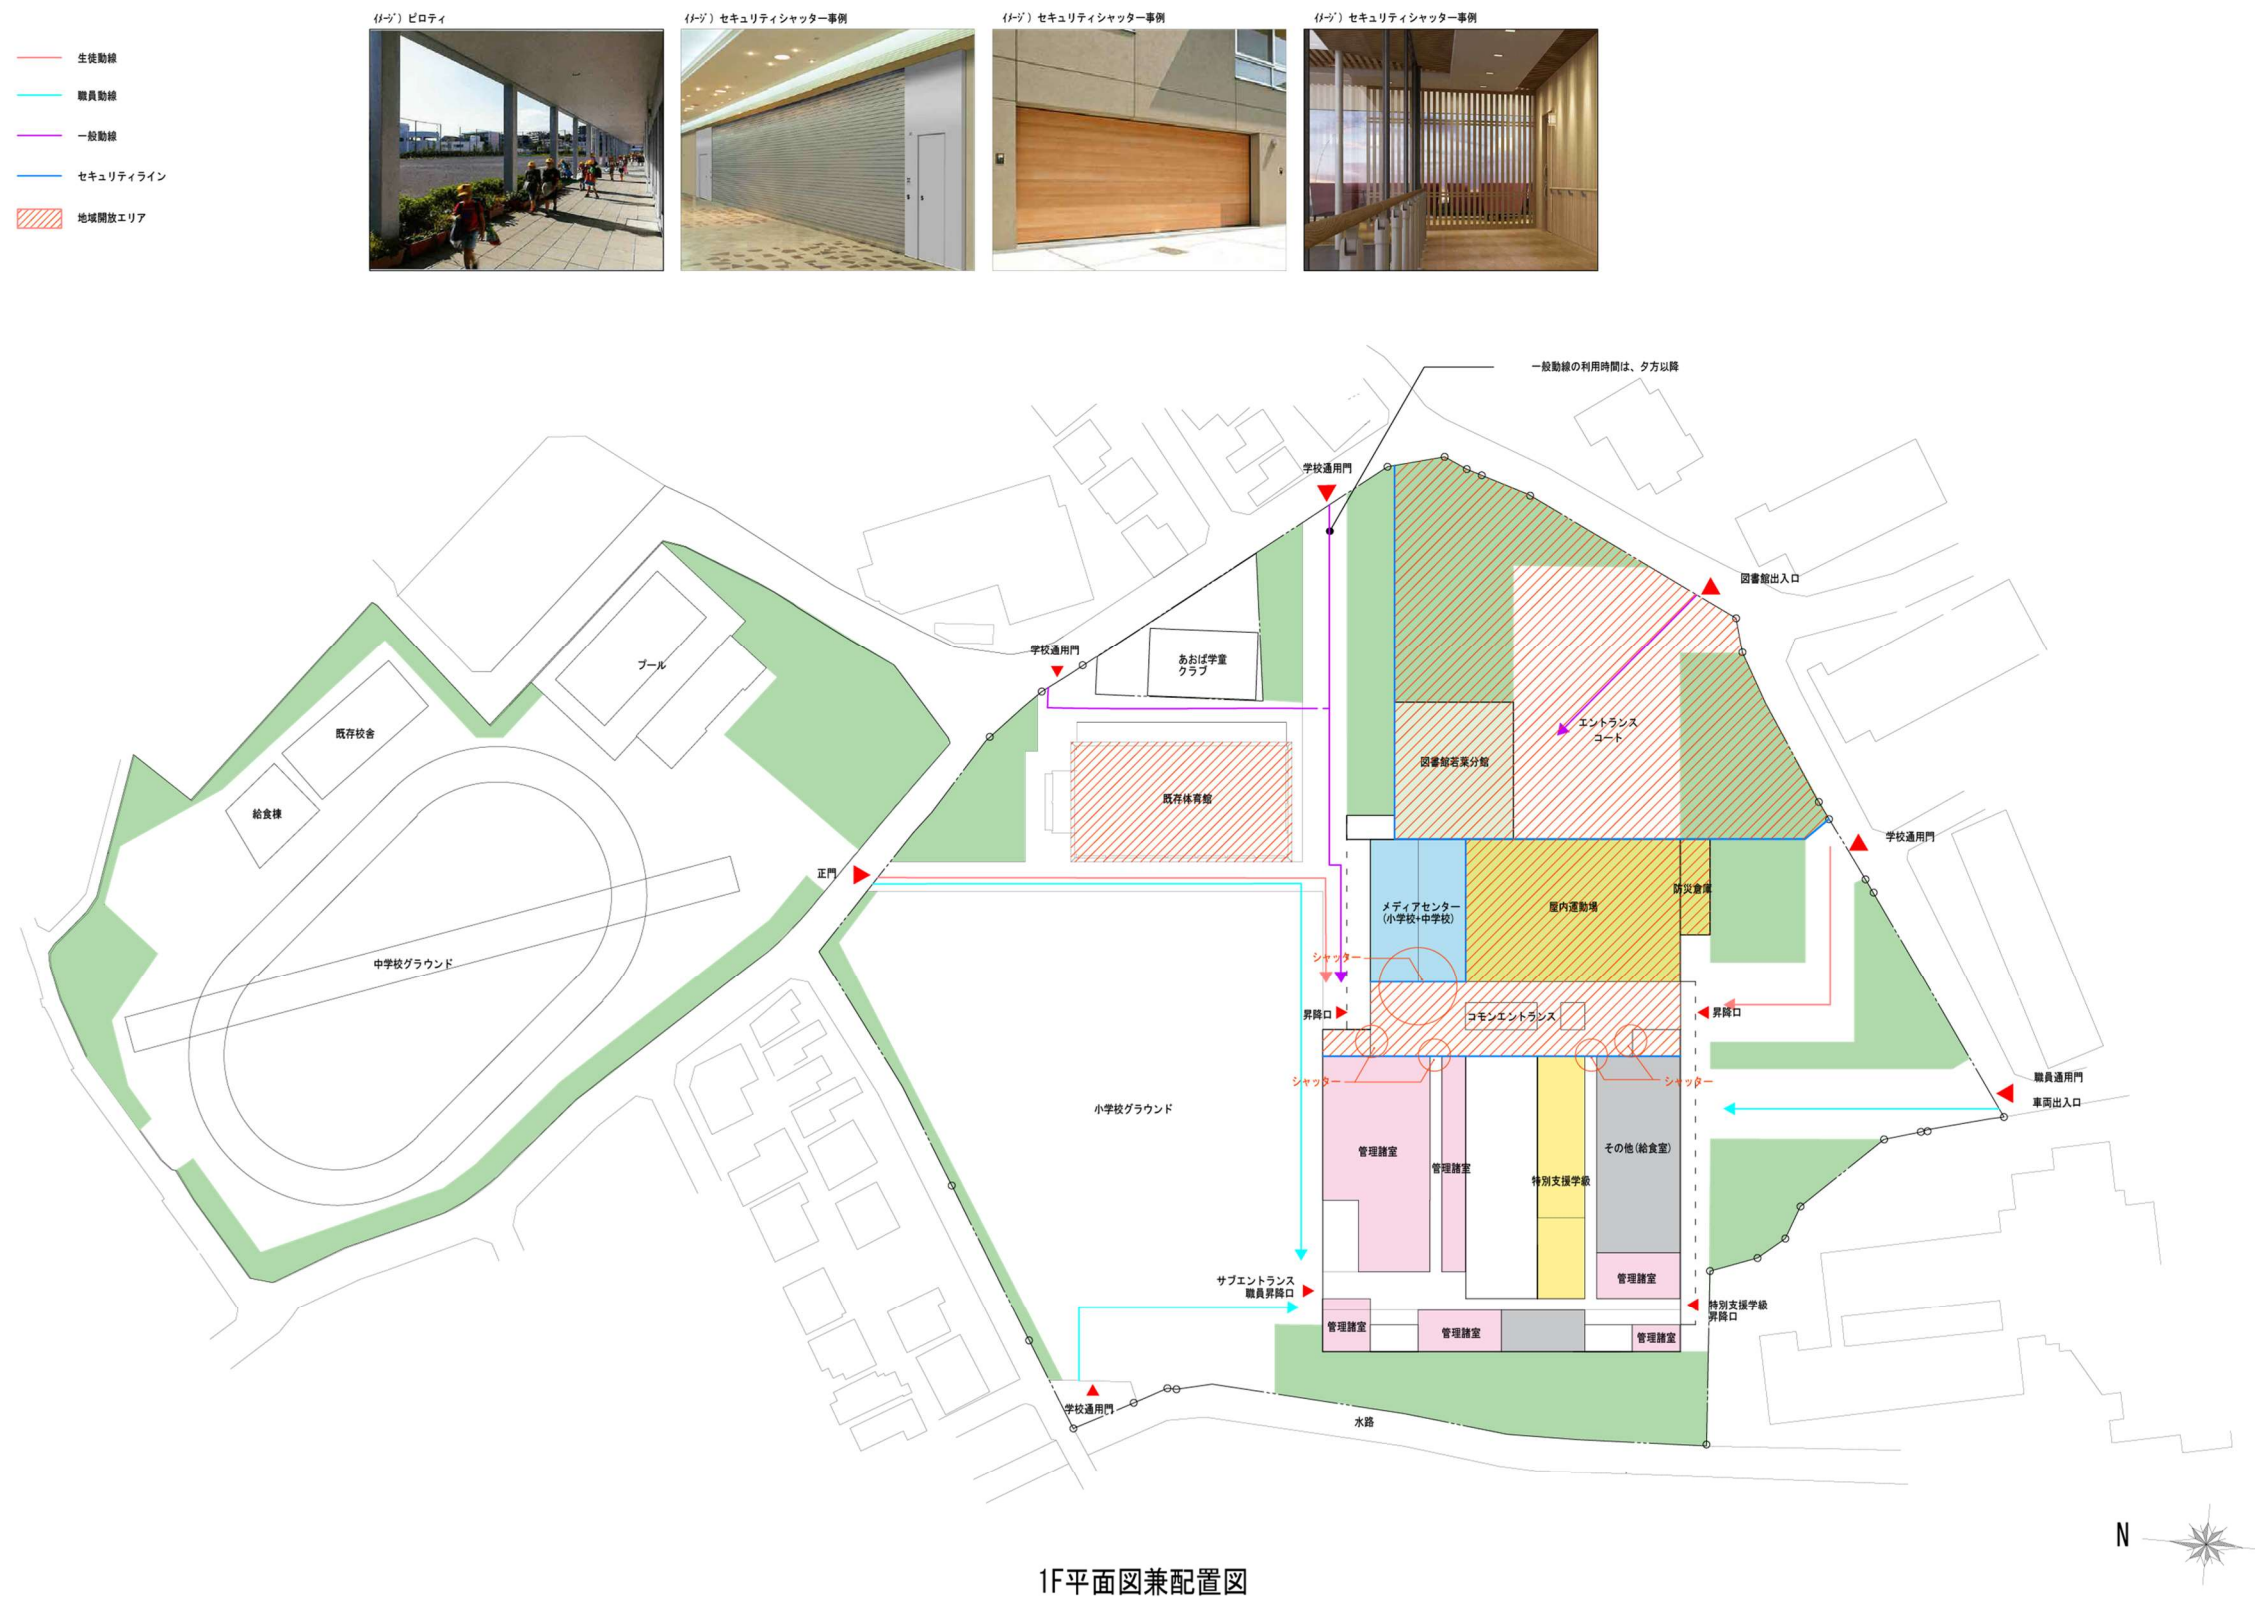 ｲﾒｰｼﾞ）ピロティ
ｲﾒｰｼﾞ）セキュリティシャッター事例
ｲﾒｰｼﾞ）セキュリティシャッター事例
ｲﾒｰｼﾞ）セキュリティシャッター事例
生徒動線
職員動線
一般動線
セキュリティライン
地域開放エリア
一般動線の利用時間は、夕方以降
学校通用門
図書館出入口
学校通用門
あおば学童
クラブ
プール
エントランス
コート
既存校舎
図書館若葉分館
既存体育館
給食棟
学校通用門
正門
防災倉庫
メディアセンター
(小学校+中学校)
屋内運動場
シャッター
中学校グラウンド
昇降口
コモンエントランス
昇降口
シャッター
シャッター
職員通用門
車両出入口
小学校グラウンド
管理諸室
管理諸室
特別支援学級
その他(給食室)
管理諸室
サブエントランス
職員昇降口
特別支援学級
昇降口
管理諸室
管理諸室
管理諸室
学校通用門
水路
N
1F平面図兼配置図